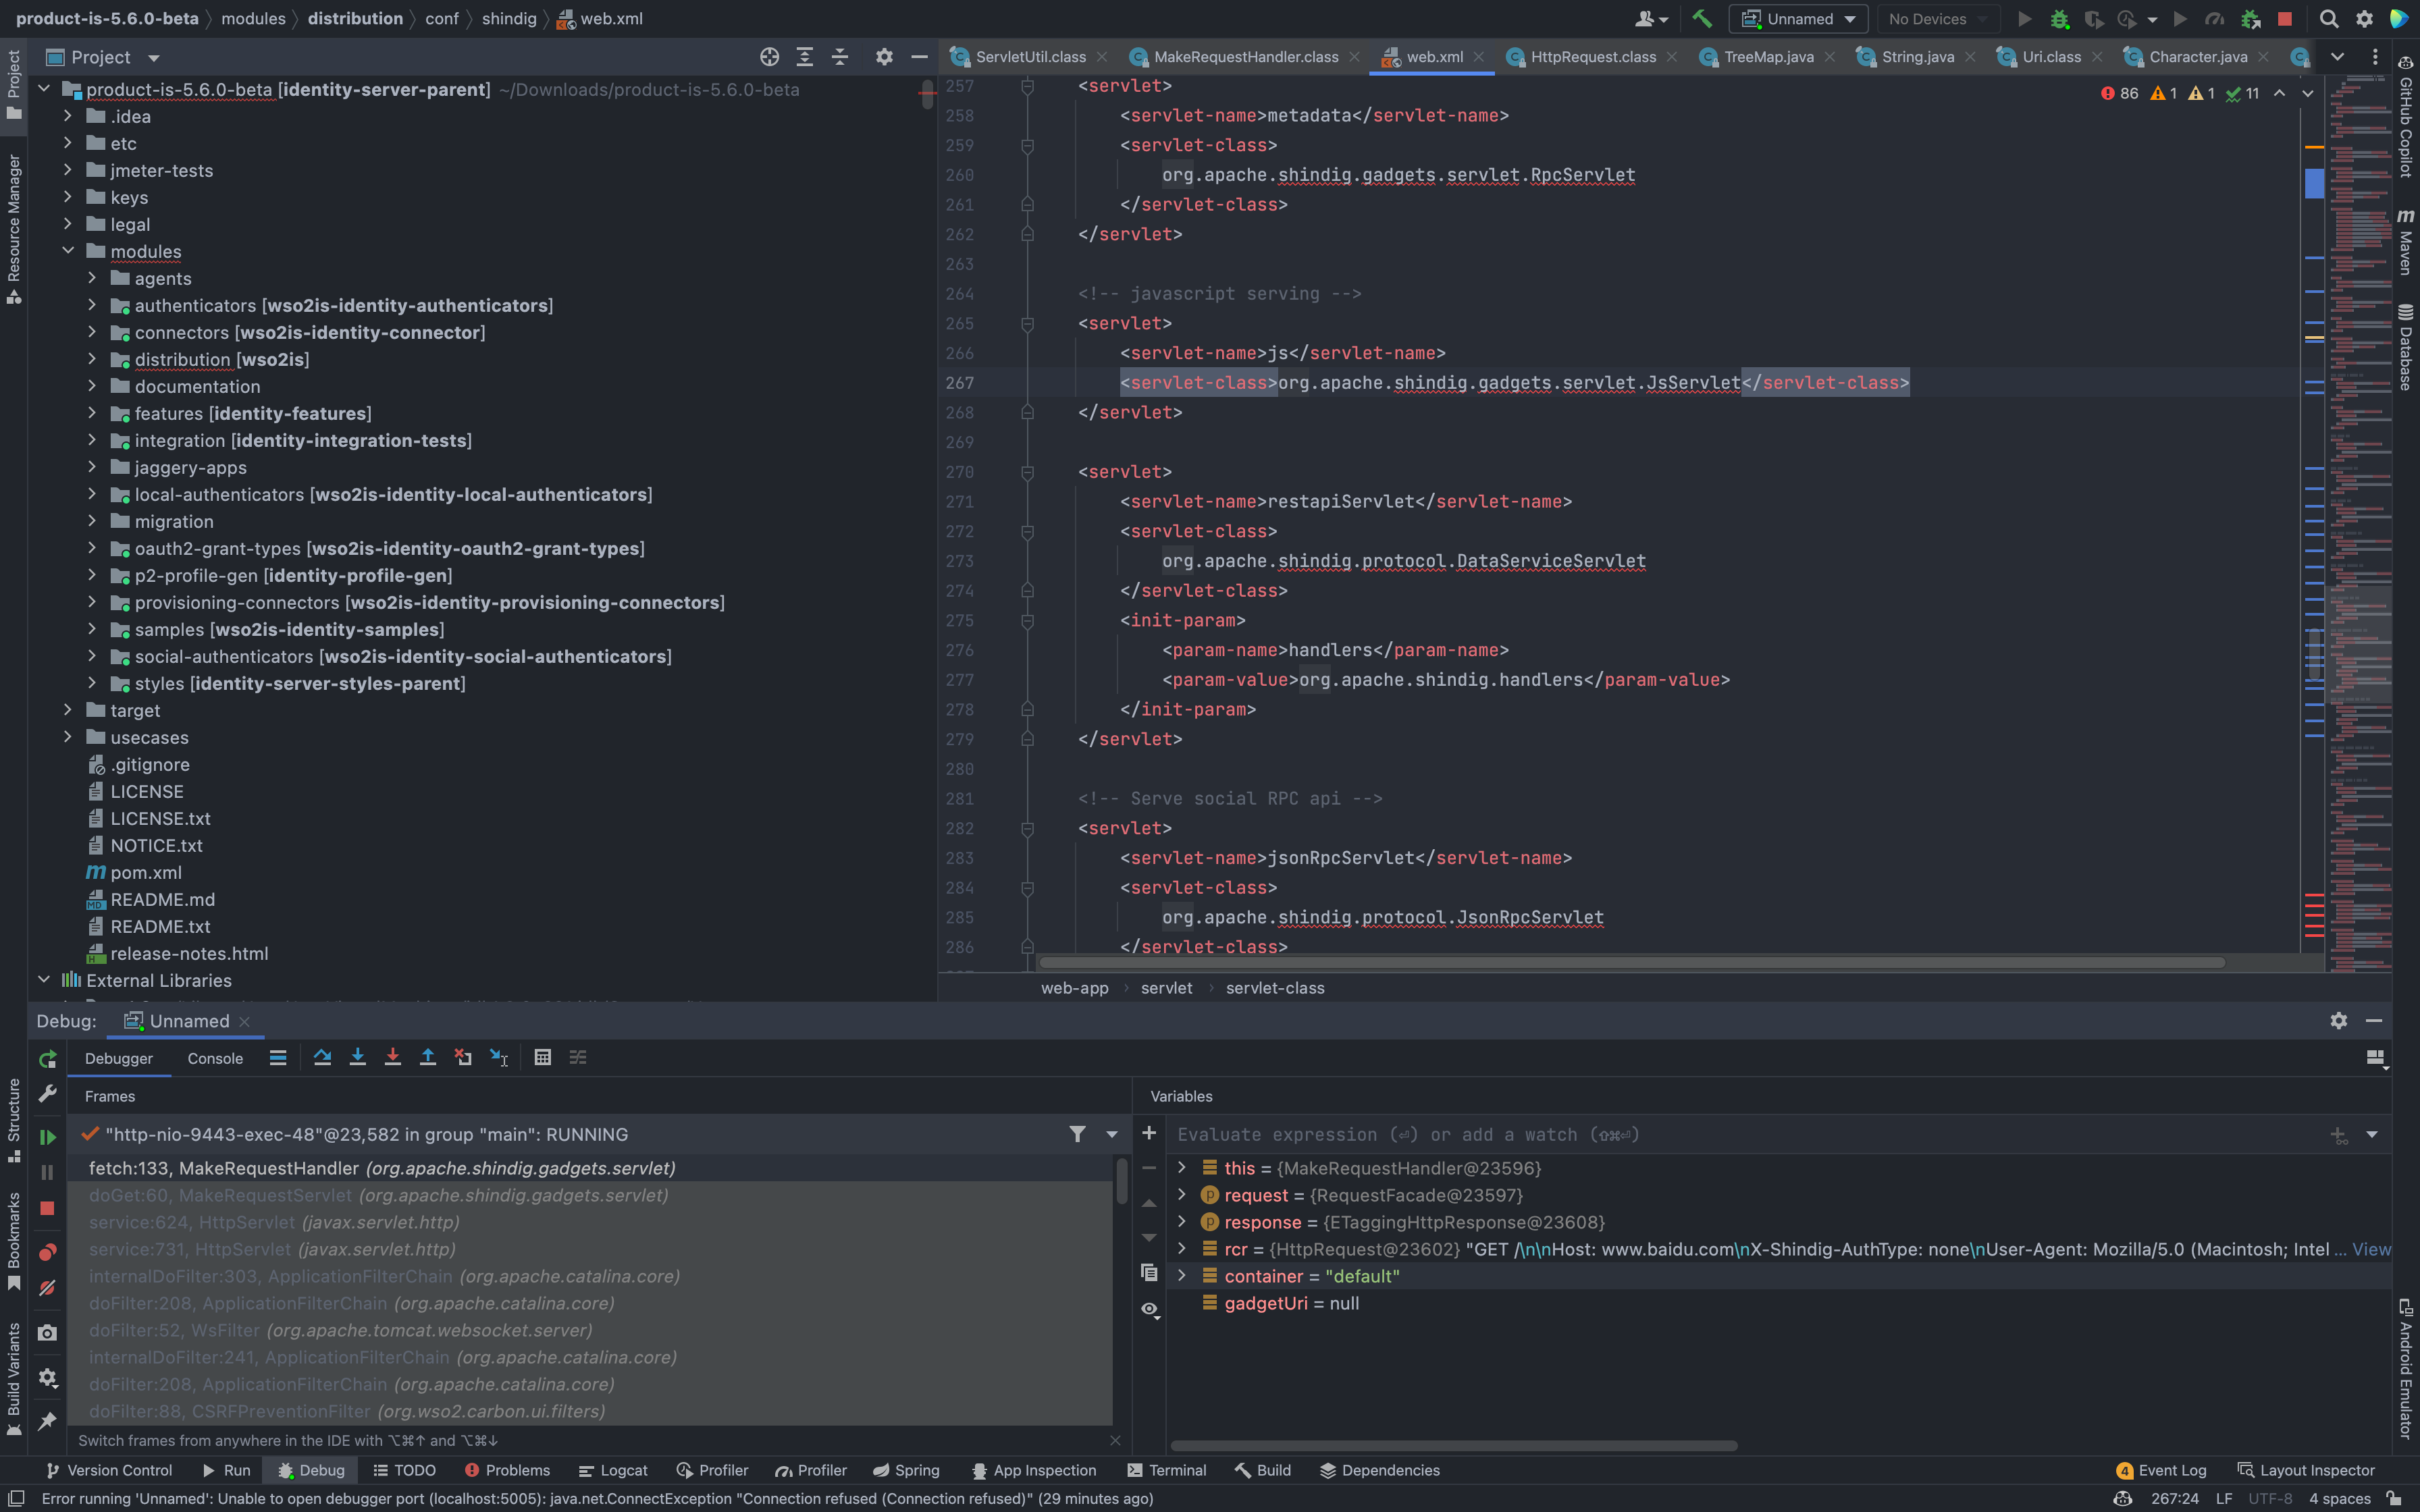 product-is-5.6.0-beta modules distribution conf shindig web.xml
Unnamed No Devices
Project
ServletUtil.class MakeRequestHandler.class web.xml HttpRequest.class TreeMap.java String.java Uri.class Character.java
product-is-5.6.0-beta [identity-server-parent] ~/Downloads/product-is-5.6.0-beta
.idea
etc
jmeter-tests
keys
legal
modules
agents
authenticators [wso2is-identity-authenticators]
connectors [wso2is-identity-connector]
distribution [wso2is]
documentation
features [identity-features]
integration [identity-integration-tests]
jaggery-apps
local-authenticators [wso2is-identity-local-authenticators]
migration
oauth2-grant-types [wso2is-identity-oauth2-grant-types]
p2-profile-gen [identity-profile-gen]
provisioning-connectors [wso2is-identity-provisioning-connectors]
samples [wso2is-identity-samples]
social-authenticators [wso2is-identity-social-authenticators]
styles [identity-server-styles-parent]
target
usecases
.gitignore
LICENSE
LICENSE.txt
NOTICE.txt
pom.xml
README.md
README.txt
release-notes.html
External Libraries
86 1 1 11
257 <servlet>
258 <servlet-name>metadata</servlet-name>
259 <servlet-class>
260 org.apache.shindig.gadgets.servlet.RpcServlet
261 </servlet-class>
262 </servlet>
263
264 <!-- javascript serving -->
265 <servlet>
266 <servlet-name>js</servlet-name>
267 <servlet-class>org.apache.shindig.gadgets.servlet.JsServlet</servlet-class>
268 </servlet>
269
270 <servlet>
271 <servlet-name>restapiServlet</servlet-name>
272 <servlet-class>
273 org.apache.shindig.protocol.DataServiceServlet
274 </servlet-class>
275 <init-param>
276 <param-name>handlers</param-name>
277 <param-value>org.apache.shindig.handlers</param-value>
278 </init-param>
279 </servlet>
280
281 <!-- Serve social RPC api -->
282 <servlet>
283 <servlet-name>jsonRpcServlet</servlet-name>
284 <servlet-class>
285 org.apache.shindig.protocol.JsonRpcServlet
286 </servlet-class>
web-app servlet servlet-class
Project
Resource Manager
Structure
Bookmarks
Build Variants
GitHub Copilot
Maven
Database
Android Emulator
Debug: Unnamed
Debugger Console
Frames
"http-nio-9443-exec-48"@23,582 in group "main": RUNNING
fetch:133, MakeRequestHandler (org.apache.shindig.gadgets.servlet)
doGet:60, MakeRequestServlet (org.apache.shindig.gadgets.servlet)
service:624, HttpServlet (javax.servlet.http)
service:731, HttpServlet (javax.servlet.http)
internalDoFilter:303, ApplicationFilterChain (org.apache.catalina.core)
doFilter:208, ApplicationFilterChain (org.apache.catalina.core)
doFilter:52, WsFilter (org.apache.tomcat.websocket.server)
internalDoFilter:241, ApplicationFilterChain (org.apache.catalina.core)
doFilter:208, ApplicationFilterChain (org.apache.catalina.core)
doFilter:88, CSRFPreventionFilter (org.wso2.carbon.ui.filters)
Switch frames from anywhere in the IDE with ⌥⌘↑ and ⌥⌘↓
Variables
Evaluate expression (⏎) or add a watch (⇧⌘⏎)
this = {MakeRequestHandler@23596}
request = {RequestFacade@23597}
response = {ETaggingHttpResponse@23608}
rcr = {HttpRequest@23602} "GET /\n\nHost: www.baidu.com\nX-Shindig-AuthType: none\nUser-Agent: Mozilla/5.0 (Macintosh; Intel ... View
container = "default"
gadgetUri = null
Version Control Run Debug TODO Problems Logcat Profiler Profiler Spring App Inspection Terminal Build Dependencies 4 Event Log Layout Inspector
Error running 'Unnamed': Unable to open debugger port (localhost:5005): java.net.ConnectException "Connection refused (Connection refused)" (29 minutes ago) 267:24 LF UTF-8 4 spaces